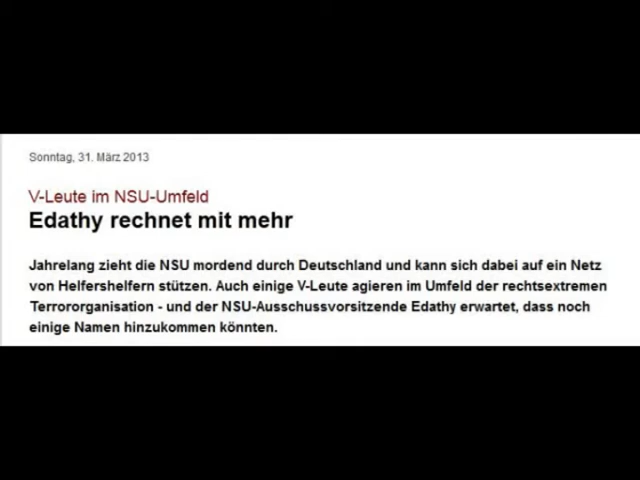 Sonntag, 31. März 2013
V-Leute im NSU-Umfeld
Edathy rechnet mit mehr
Jahrelang zieht die NSU mordend durch Deutschland und kann sich dabei auf ein Netz
von Helfershelfern stützen. Auch einige V-Leute agieren im Umfeld der rechtsextremen
Terrororganisation - und der NSU-Ausschussvorsitzende Edathy erwartet, dass noch
einige Namen hinzukommen könnten.